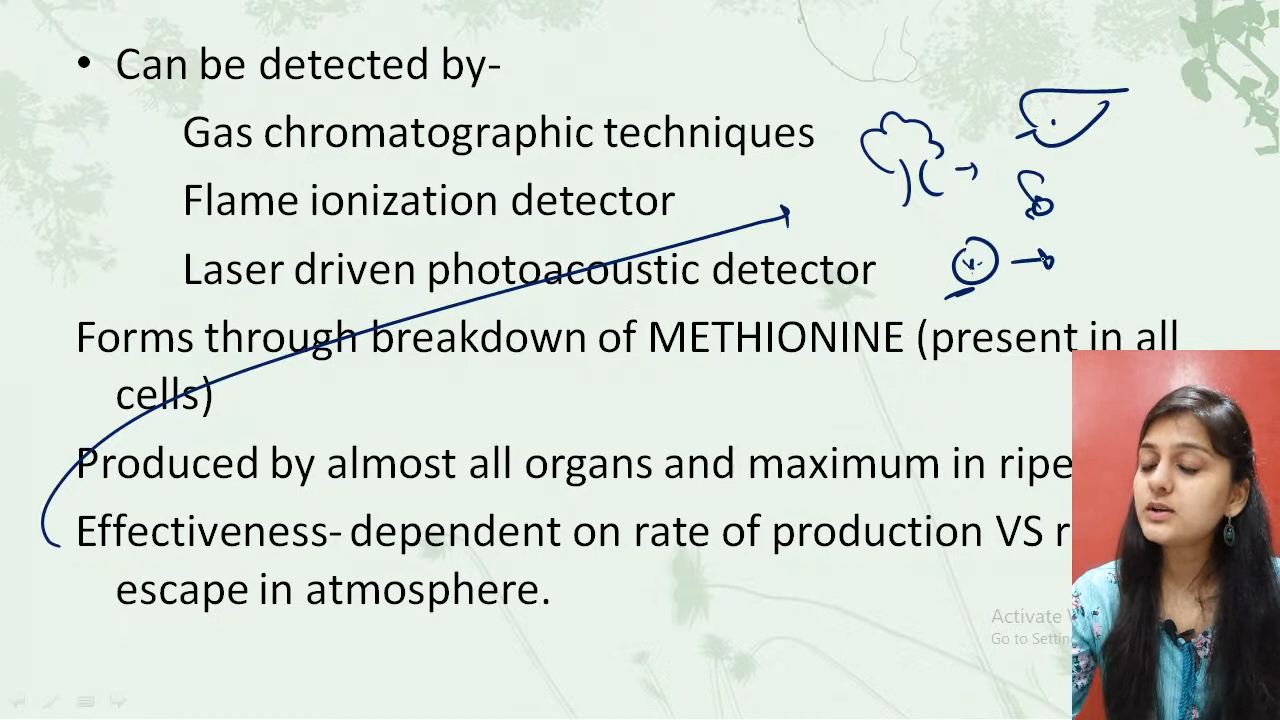 • Can be detected by-
Gas chromatographic techniques
Flame ionization detector
Laser driven photoacoustic detector
Forms through breakdown of METHIONINE (present in all
cells)
Produced by almost all organs and maximum in ripe
Effectiveness- dependent on rate of production VS r
escape in atmosphere.
Activate
Go to Settin